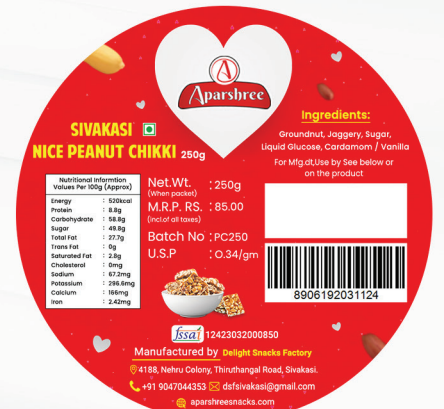 A
Aparshree
SIVAKASI
NICE PEANUT CHIKKI 250g
Ingredients:
Groundnut, Jaggery, Sugar,
Liquid Glucose, Cardamom / Vanilla
For Mfg.dt,Use by See below or
on the product
Nutritional Informtion
Values Per 100g (Approx)
Energy : 520kcal
Protein : 8.8g
Carbohydrate : 58.8g
Sugar : 49.8g
Total Fat : 27.7g
Trans Fat : 0g
Saturated Fat : 2.8g
Cholesterol : 0mg
Sodium : 67.2mg
Potassium : 296.6mg
Calcium : 166mg
Iron : 2.42mg
Net.Wt. : 250g
(When packet)
M.R.P. RS. : 85.00
(Incl.of all taxes)
Batch No : PC250
U.S.P : 0.34/gm
8906192031124
fssai 12423032000850
Manufactured by Delight Snacks Factory
4188, Nehru Colony, Thiruthangal Road, Sivakasi.
+91 9047044353 dsfsivakasi@gmail.com
aparshreesnacks.com